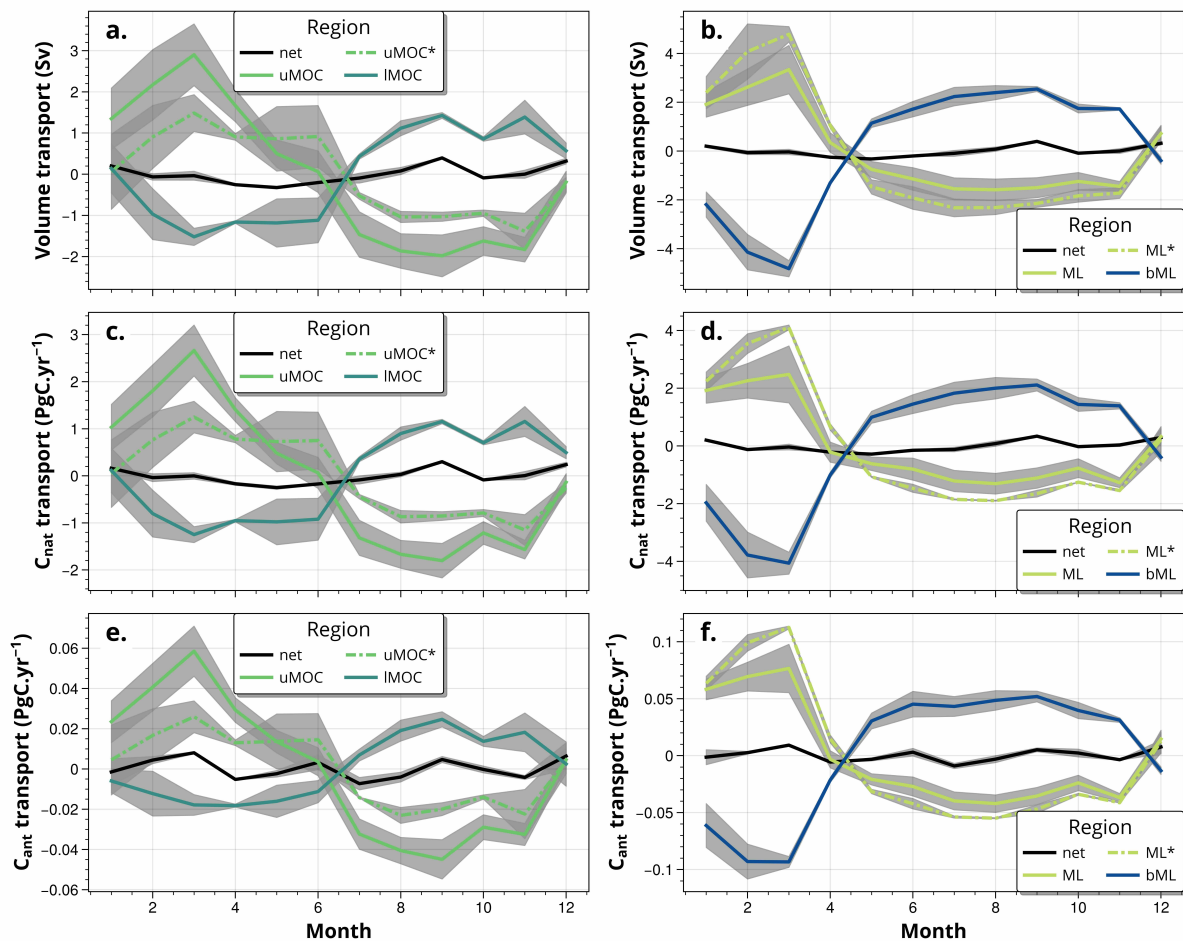 a.
Volume transport (Sv)
3
2
1
0
−1
−2
Region
net
uMOC*
uMOC
lMOC
b.
Volume transport (Sv)
4
2
0
−2
−4
Region
net
ML*
ML
bML
c.
Cnat transport (PgC.yr−1)
3
2
1
0
−1
−2
Region
net
uMOC*
uMOC
lMOC
d.
Cnat transport (PgC.yr−1)
4
2
0
−2
−4
Region
net
ML*
ML
bML
e.
Cant transport (PgC.yr−1)
0.06
0.04
0.02
0
−0.02
−0.04
−0.06
Region
net
uMOC*
uMOC
lMOC
2 4 6 8 10 12
Month
f.
Cant transport (PgC.yr−1)
0.1
0.05
0
−0.05
−0.1
Region
net
ML*
ML
bML
2 4 6 8 10 12
Month